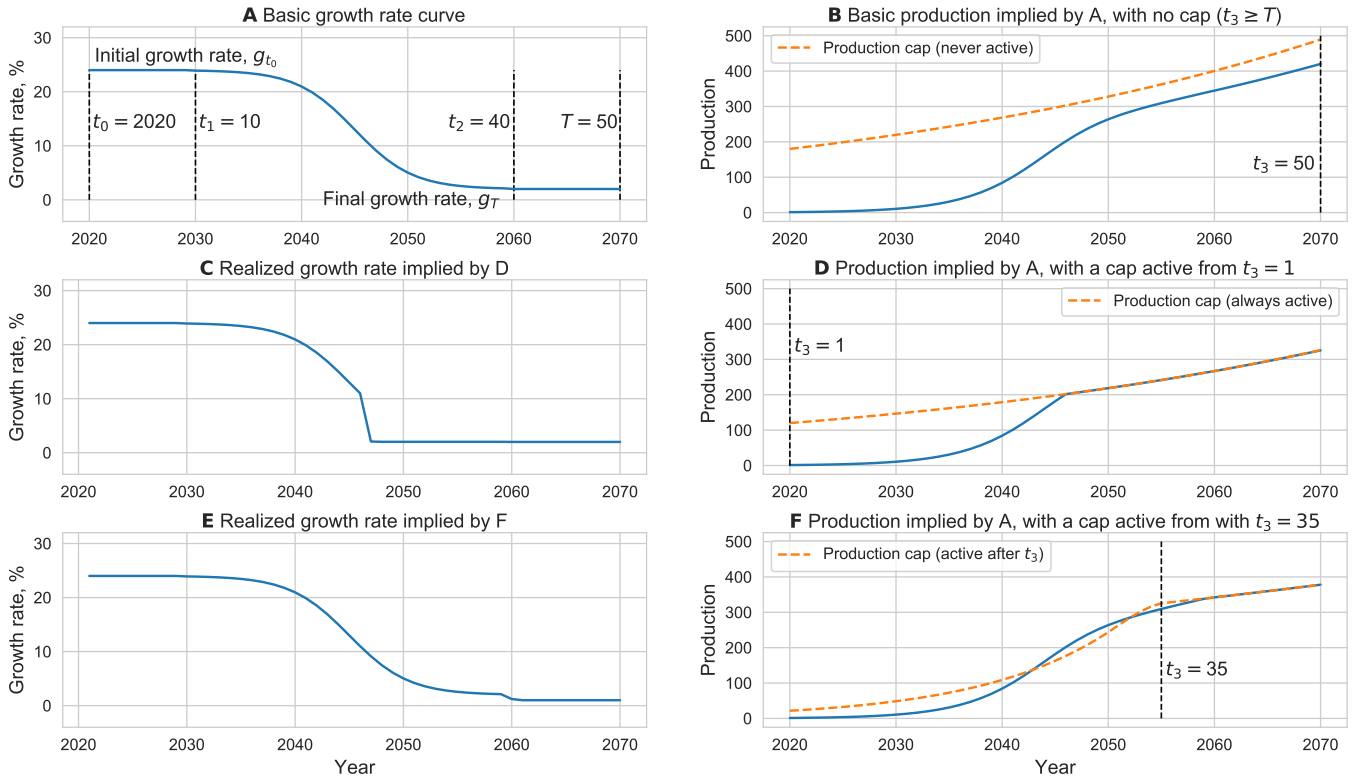 A Basic growth rate curve
Growth rate, %
30
20
10
0
Initial growth rate, g_{t_0}
t_0 = 2020
t_1 = 10
t_2 = 40
T = 50
Final growth rate, g_T
2020 2030 2040 2050 2060 2070
B Basic production implied by A, with no cap (t_3 ≥ T)
Production
500
400
300
200
100
0
Production cap (never active)
t_3 = 50
2020 2030 2040 2050 2060 2070
C Realized growth rate implied by D
Growth rate, %
30
20
10
0
2020 2030 2040 2050 2060 2070
D Production implied by A, with a cap active from t_3 = 1
Production
500
400
300
200
100
0
Production cap (always active)
t_3 = 1
2020 2030 2040 2050 2060 2070
E Realized growth rate implied by F
Growth rate, %
30
20
10
0
2020 2030 2040 2050 2060 2070
Year
F Production implied by A, with a cap active from with t_3 = 35
Production
500
400
300
200
100
0
Production cap (active after t_3)
t_3 = 35
2020 2030 2040 2050 2060 2070
Year